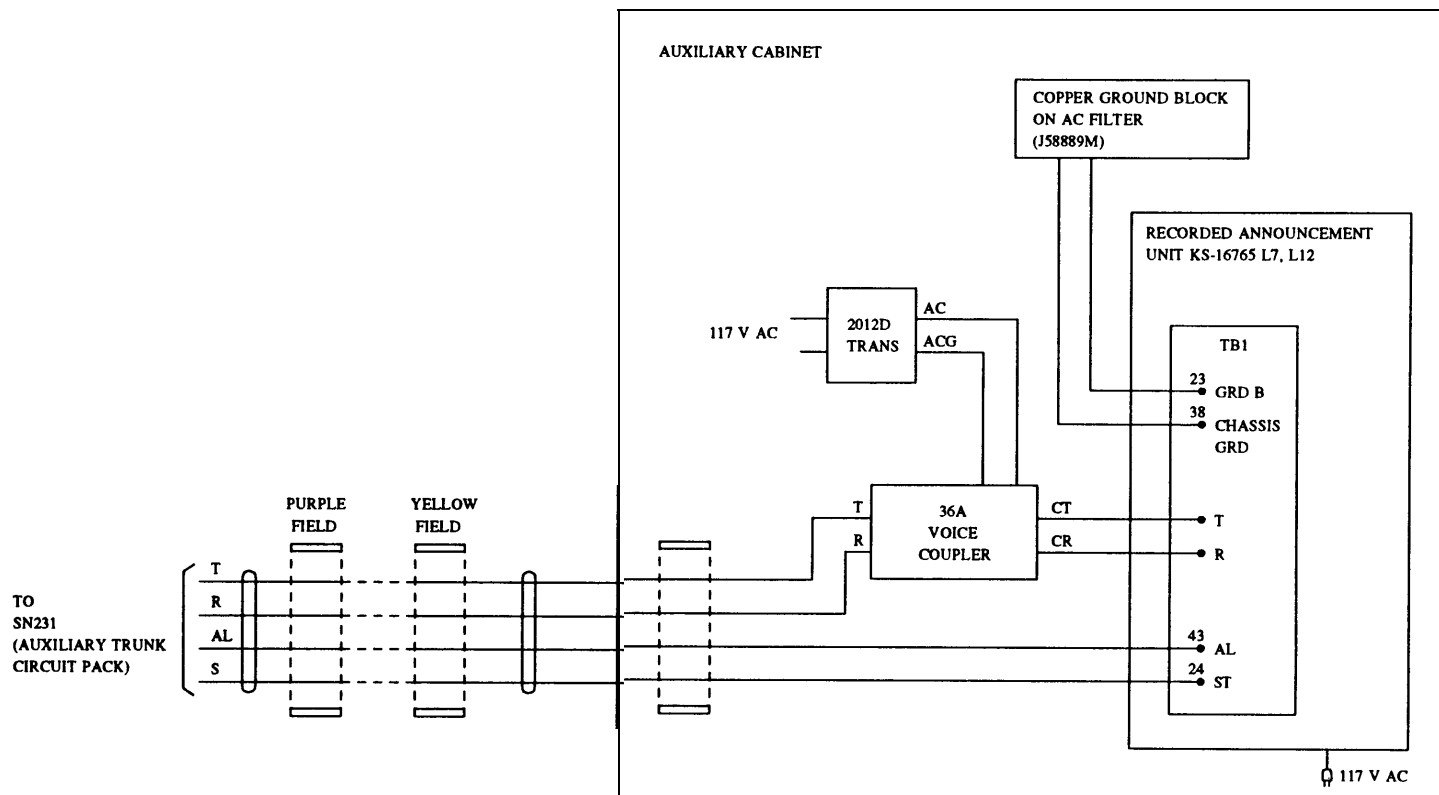 AUXILIARY CABINET
COPPER GROUND BLOCK
ON AC FILTER
(J58889M)
RECORDED ANNOUNCEMENT
UNIT KS-16765 L7, L12
117 V AC
2012D
TRANS
AC
ACG
TB1
23
GRD B
38
CHASSIS
GRD
PURPLE
FIELD
YELLOW
FIELD
T
R
36A
VOICE
COUPLER
CT
CR
T
R
TO
SN231
(AUXILIARY TRUNK
CIRCUIT PACK)
T
R
AL
S
43
AL
24
ST
117 V AC